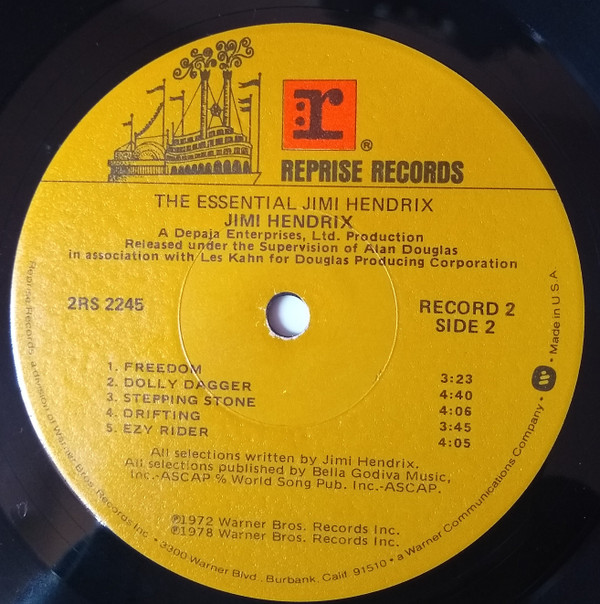 :r
®
REPRISE RECORDS
THE ESSENTIAL JIMI HENDRIX
JIMI HENDRIX
A Depaja Enterprises, Ltd. Production
Released under the Supervision of Alan Douglas
in association with Les Kahn for Douglas Producing Corporation
2RS 2245
RECORD 2
SIDE 2
1. FREEDOM 3:23
2. DOLLY DAGGER 4:40
3. STEPPING STONE 4:06
4. DRIFTING 3:45
5. EZY RIDER 4:05
All selections written by Jimi Hendrix.
All selections published by Bella Godiva Music,
Inc.-ASCAP % World Song Pub. Inc.-ASCAP.
℗1972 Warner Bros. Records Inc.
℗1978 Warner Bros. Records Inc.
Reprise Records, a division of Warner Bros. Records Inc. • 3300 Warner Blvd., Burbank, Calif. 91510 • a Warner Communications Company • Made in U.S.A.